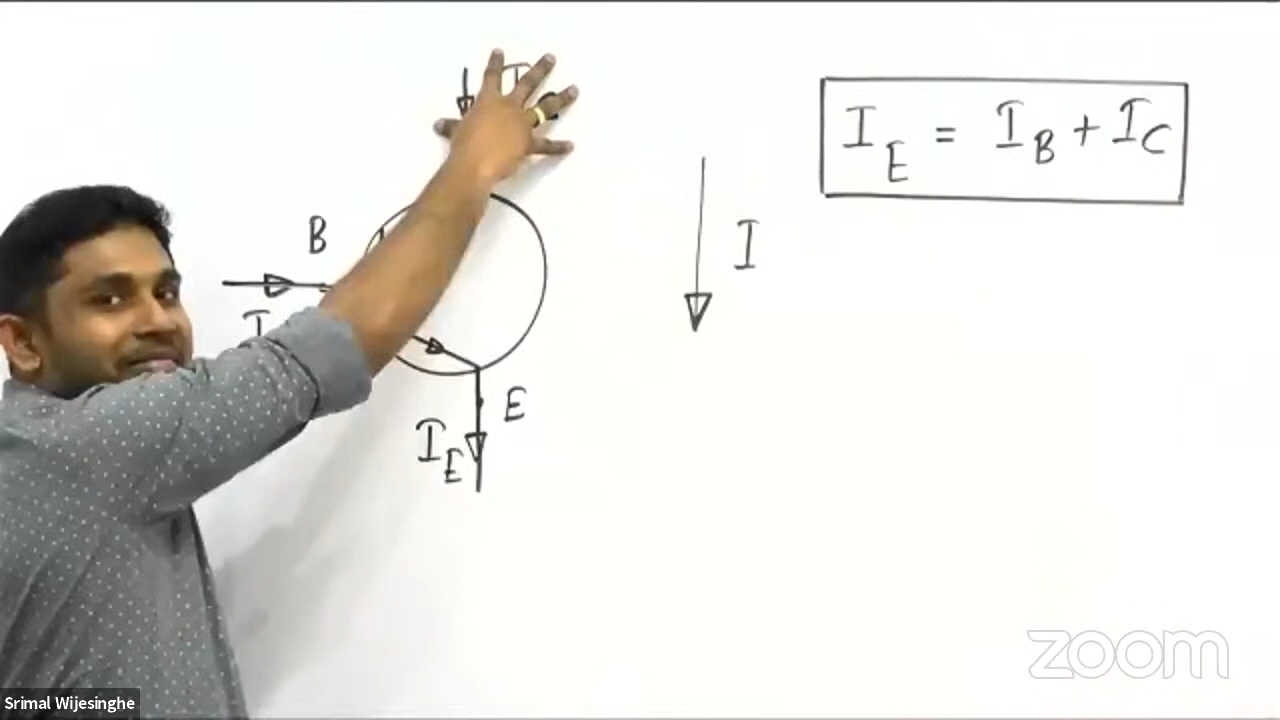 I
I_E = I_B + I_C
B
I
I
E
I_E
zoom
Srimal Wijesinghe